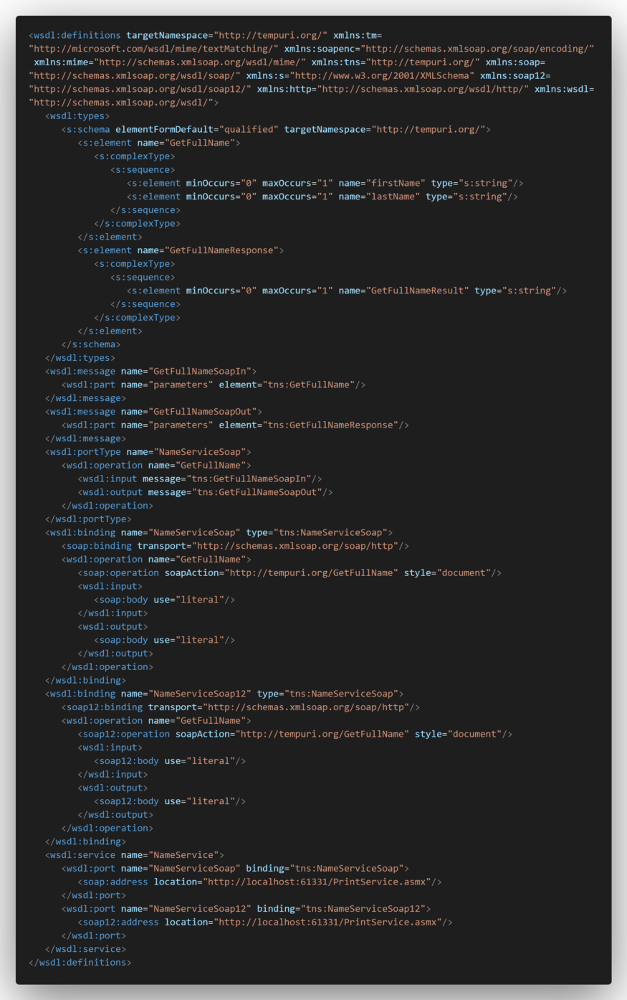 <wsdl:definitions targetNamespace="http://tempuri.org/" xmlns:tm=
"http://microsoft.com/wsdl/mime/textMatching/" xmlns:soapenc="http://schemas.xmlsoap.org/soap/encoding/"
xmlns:mime="http://schemas.xmlsoap.org/wsdl/mime/" xmlns:tns="http://tempuri.org/" xmlns:soap=
"http://schemas.xmlsoap.org/wsdl/soap/" xmlns:s="http://www.w3.org/2001/XMLSchema" xmlns:soap12=
"http://schemas.xmlsoap.org/wsdl/soap12/" xmlns:http="http://schemas.xmlsoap.org/wsdl/http/" xmlns:wsdl=
"http://schemas.xmlsoap.org/wsdl/">
<wsdl:types>
<s:schema elementFormDefault="qualified" targetNamespace="http://tempuri.org/">
<s:element name="GetFullName">
<s:complexType>
<s:sequence>
<s:element minOccurs="0" maxOccurs="1" name="firstName" type="s:string"/>
<s:element minOccurs="0" maxOccurs="1" name="lastName" type="s:string"/>
</s:sequence>
</s:complexType>
</s:element>
<s:element name="GetFullNameResponse">
<s:complexType>
<s:sequence>
<s:element minOccurs="0" maxOccurs="1" name="GetFullNameResult" type="s:string"/>
</s:sequence>
</s:complexType>
</s:element>
</s:schema>
</wsdl:types>
<wsdl:message name="GetFullNameSoapIn">
<wsdl:part name="parameters" element="tns:GetFullName"/>
</wsdl:message>
<wsdl:message name="GetFullNameSoapOut">
<wsdl:part name="parameters" element="tns:GetFullNameResponse"/>
</wsdl:message>
<wsdl:portType name="NameServiceSoap">
<wsdl:operation name="GetFullName">
<wsdl:input message="tns:GetFullNameSoapIn"/>
<wsdl:output message="tns:GetFullNameSoapOut"/>
</wsdl:operation>
</wsdl:portType>
<wsdl:binding name="NameServiceSoap" type="tns:NameServiceSoap">
<soap:binding transport="http://schemas.xmlsoap.org/soap/http"/>
<wsdl:operation name="GetFullName">
<soap:operation soapAction="http://tempuri.org/GetFullName" style="document"/>
<wsdl:input>
<soap:body use="literal"/>
</wsdl:input>
<wsdl:output>
<soap:body use="literal"/>
</wsdl:output>
</wsdl:operation>
</wsdl:binding>
<wsdl:binding name="NameServiceSoap12" type="tns:NameServiceSoap">
<soap12:binding transport="http://schemas.xmlsoap.org/soap/http"/>
<wsdl:operation name="GetFullName">
<soap12:operation soapAction="http://tempuri.org/GetFullName" style="document"/>
<wsdl:input>
<soap12:body use="literal"/>
</wsdl:input>
<wsdl:output>
<soap12:body use="literal"/>
</wsdl:output>
</wsdl:operation>
</wsdl:binding>
<wsdl:service name="NameService">
<wsdl:port name="NameServiceSoap" binding="tns:NameServiceSoap">
<soap:address location="http://localhost:61331/PrintService.asmx"/>
</wsdl:port>
<wsdl:port name="NameServiceSoap12" binding="tns:NameServiceSoap12">
<soap12:address location="http://localhost:61331/PrintService.asmx"/>
</wsdl:port>
</wsdl:service>
</wsdl:definitions>